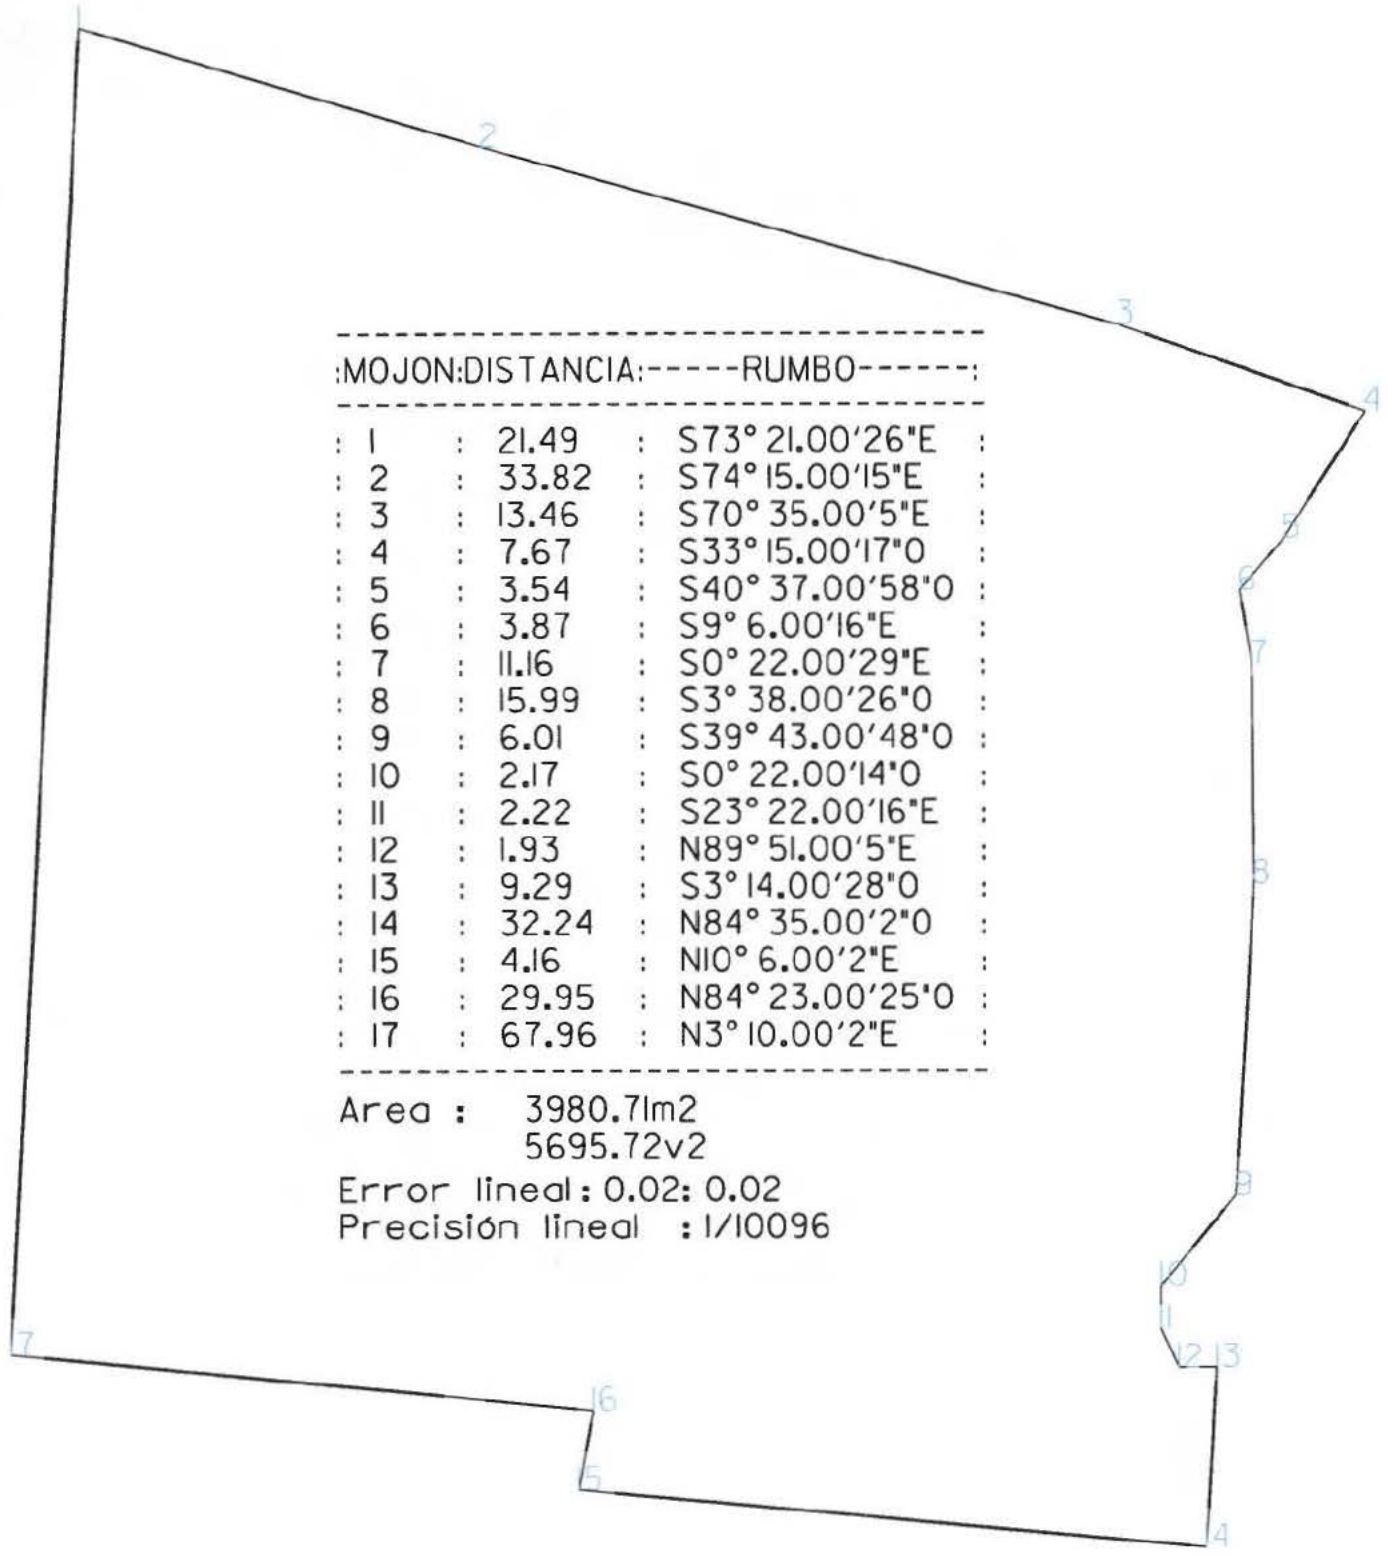 1
2
3
4
5
6
7
8
9
10
11
12 13
14
15
16
17
:MOJON:DISTANCIA:-----RUMBO------:
: 1 : 21.49 : S73° 21.00'26"E :
: 2 : 33.82 : S74° 15.00'15"E :
: 3 : 13.46 : S70° 35.00'5"E :
: 4 : 7.67 : S33° 15.00'17"O :
: 5 : 3.54 : S40° 37.00'58"O :
: 6 : 3.87 : S9° 6.00'16"E :
: 7 : 11.16 : S0° 22.00'29"E :
: 8 : 15.99 : S3° 38.00'26"O :
: 9 : 6.01 : S39° 43.00'48"O :
: 10 : 2.17 : S0° 22.00'14"O :
: 11 : 2.22 : S23° 22.00'16"E :
: 12 : 1.93 : N89° 51.00'5"E :
: 13 : 9.29 : S3° 14.00'28"O :
: 14 : 32.24 : N84° 35.00'2"O :
: 15 : 4.16 : N10° 6.00'2"E :
: 16 : 29.95 : N84° 23.00'25"O :
: 17 : 67.96 : N3° 10.00'2"E :
Area : 3980.71m2
5695.72v2
Error lineal : 0.02: 0.02
Precisión lineal : 1/10096